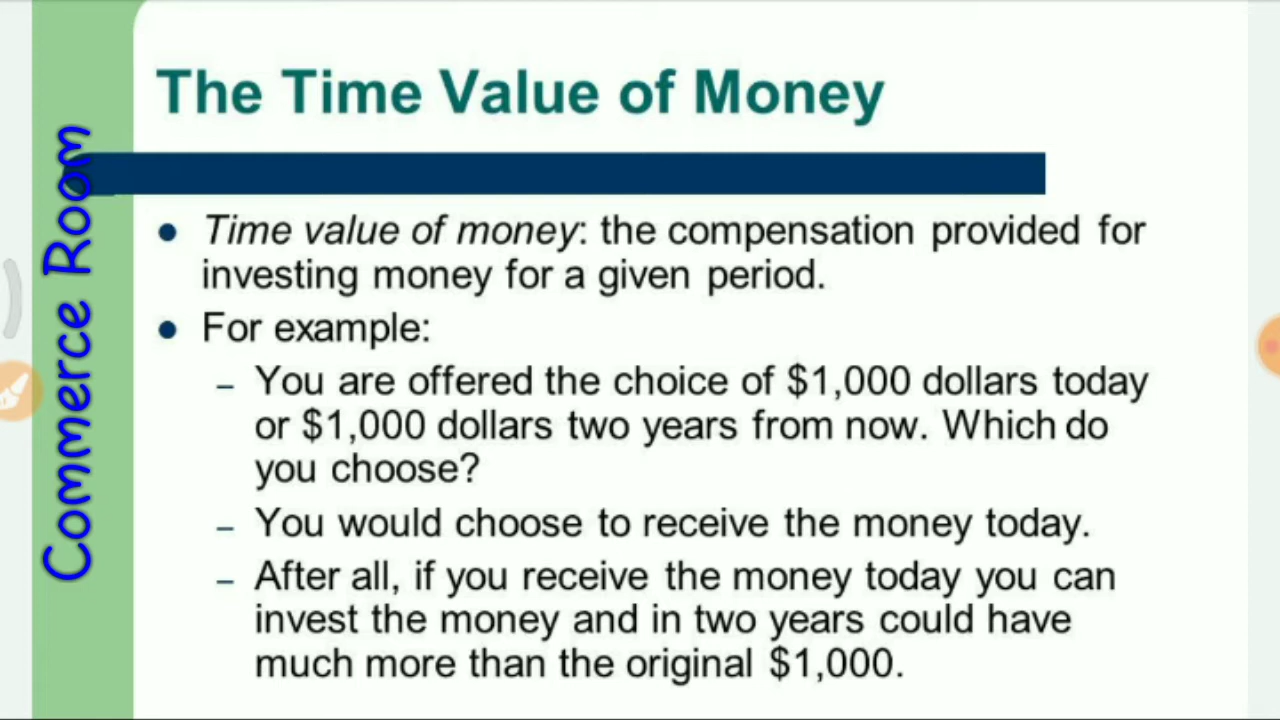 The Time Value of Money
Commerce Room
● Time value of money: the compensation provided for
investing money for a given period.
● For example:
– You are offered the choice of $1,000 dollars today
or $1,000 dollars two years from now. Which do
you choose?
– You would choose to receive the money today.
– After all, if you receive the money today you can
invest the money and in two years could have
much more than the original $1,000.